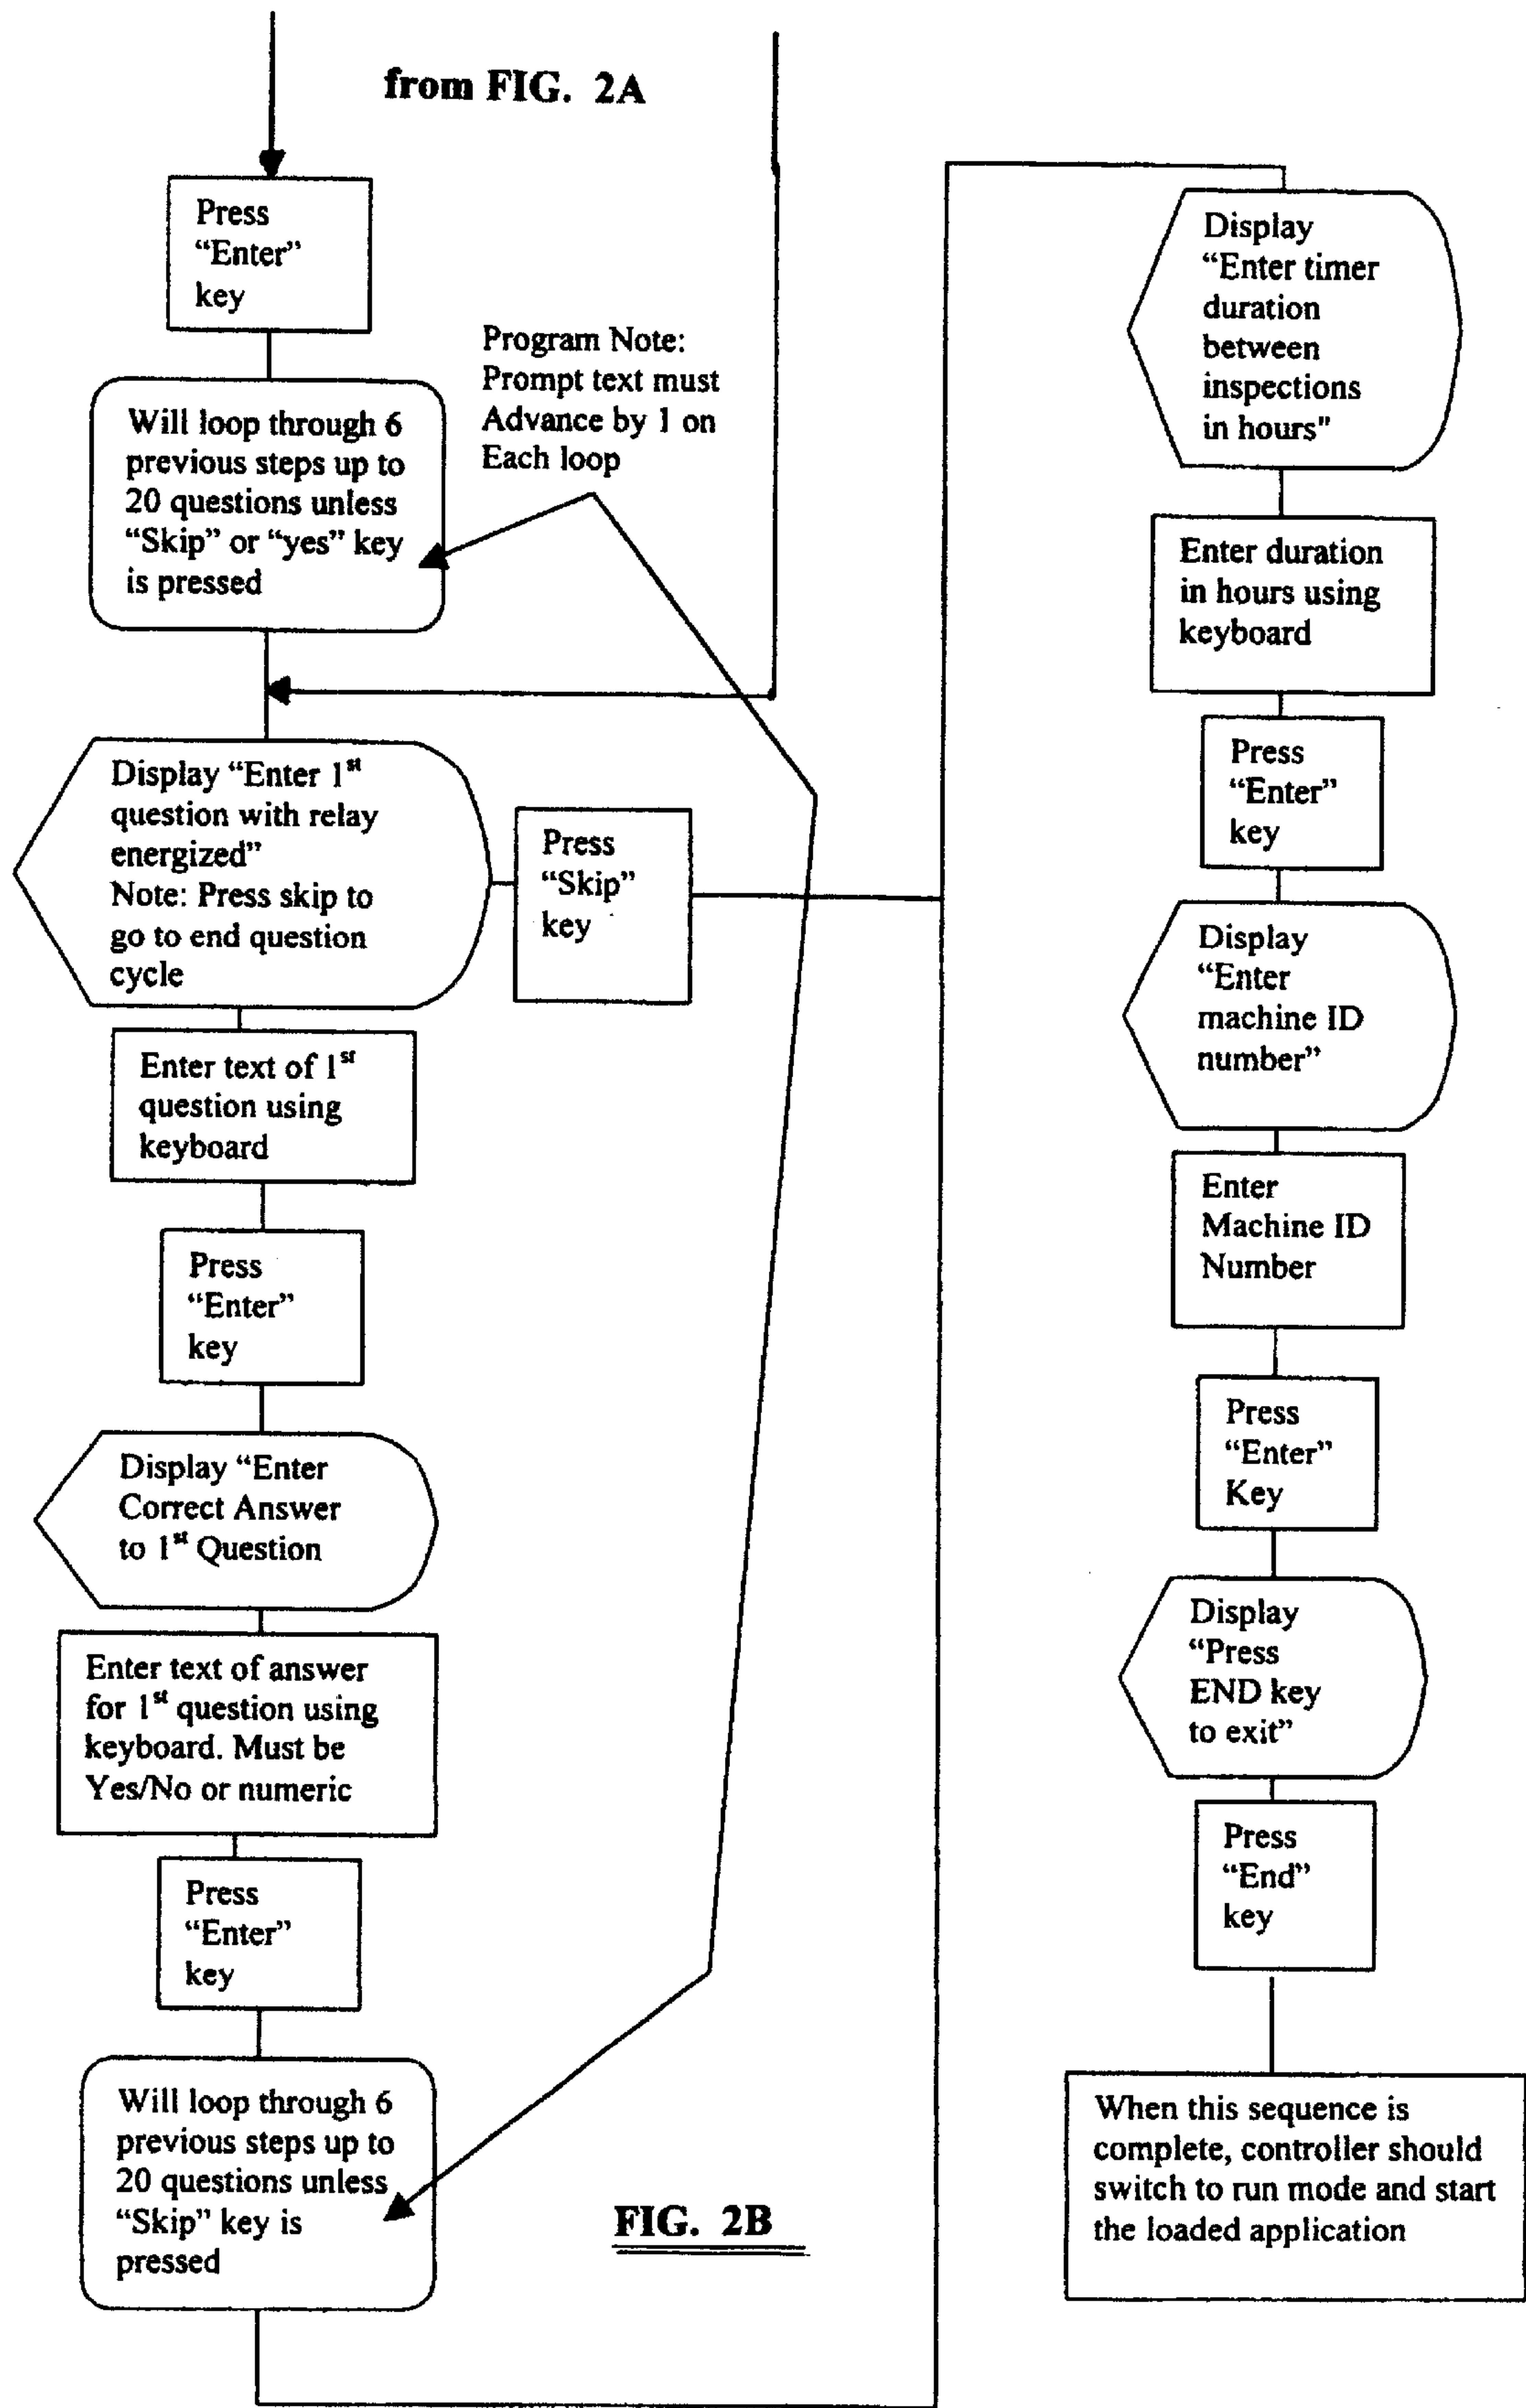 from FIG. 2A
Press
“Enter”
key
Program Note:
Prompt text must
Advance by 1 on
Each loop
Will loop through 6
previous steps up to
20 questions unless
“Skip” or “yes” key
is pressed
Display “Enter 1st
question with relay
energized”
Note: Press skip to
go to end question
cycle
Press
“Skip”
key
Enter text of 1st
question using
keyboard
Press
“Enter”
key
Display “Enter
Correct Answer
to 1st Question
Enter text of answer
for 1st question using
keyboard. Must be
Yes/No or numeric
Press
“Enter”
key
Will loop through 6
previous steps up to
20 questions unless
“Skip” key is
pressed
Display
“Enter timer
duration
between
inspections
in hours"
Enter duration
in hours using
keyboard
Press
“Enter”
key
Display
“Enter
machine ID
number”
Enter
Machine ID
Number
Press
“Enter”
Key
Display
“Press
END key
to exit”
Press
“End”
key
When this sequence is
complete, controller should
switch to run mode and start
the loaded application
FIG. 2B